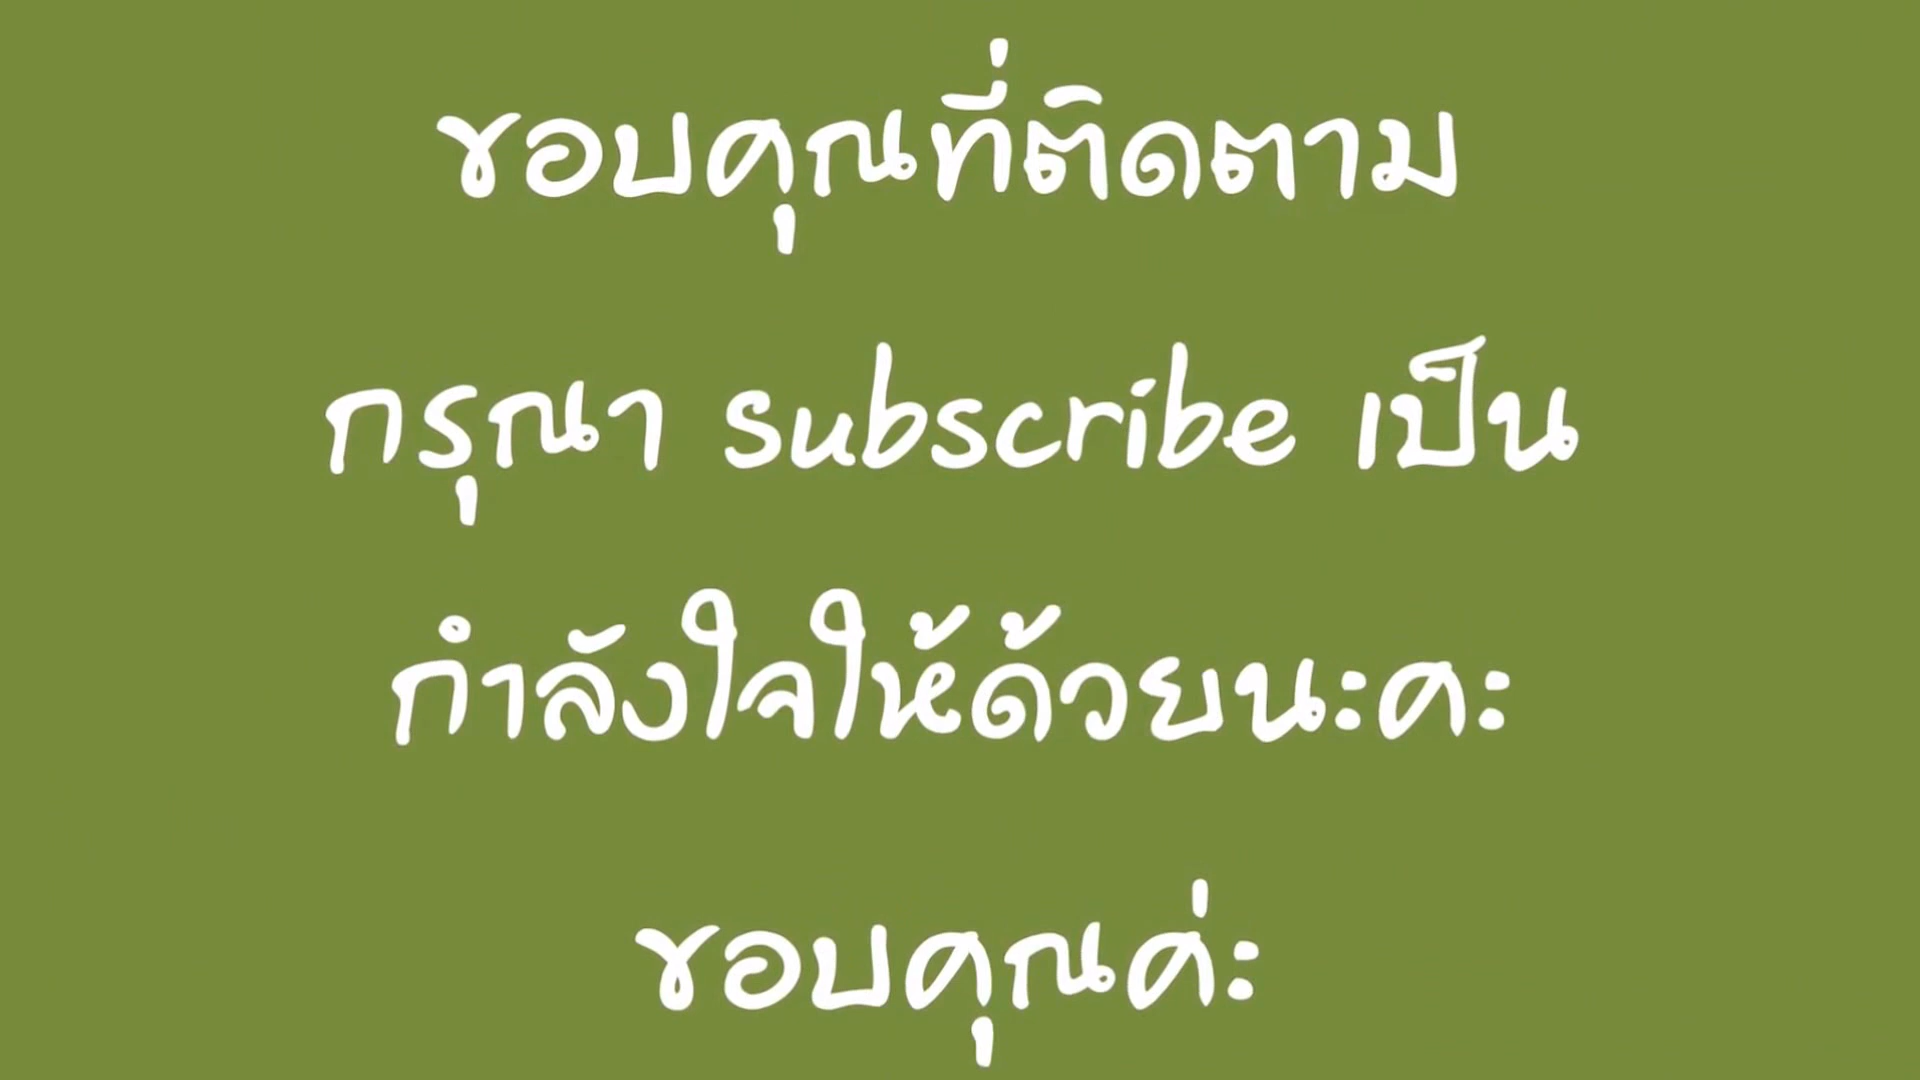 ขอบคุณที่ติดตาม
กรุณา subscribe เป็น
กำลังใจให้ด้วยนะคะ
ขอบคุณค่ะ